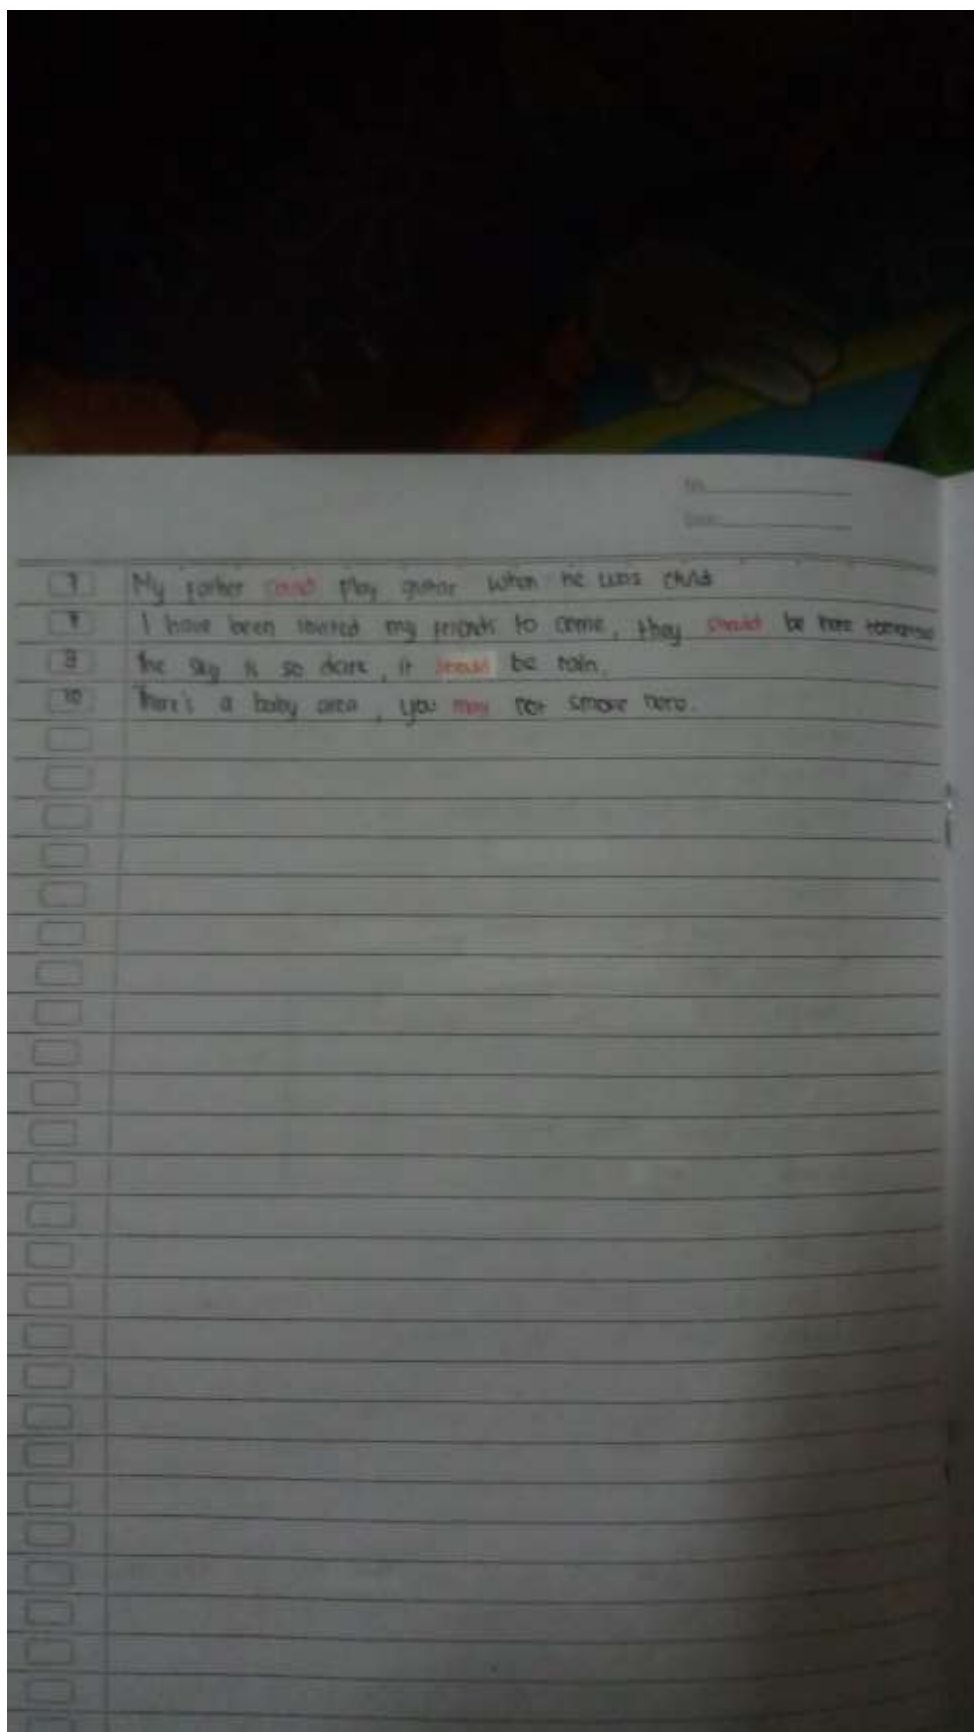 No
Date
7 My father could play guitar when he was child
8 I have been invited my friends to come, they should be here tomorrow
9 The sky is so dark, it should be rain.
10 There's a baby area, you may not smoke here.